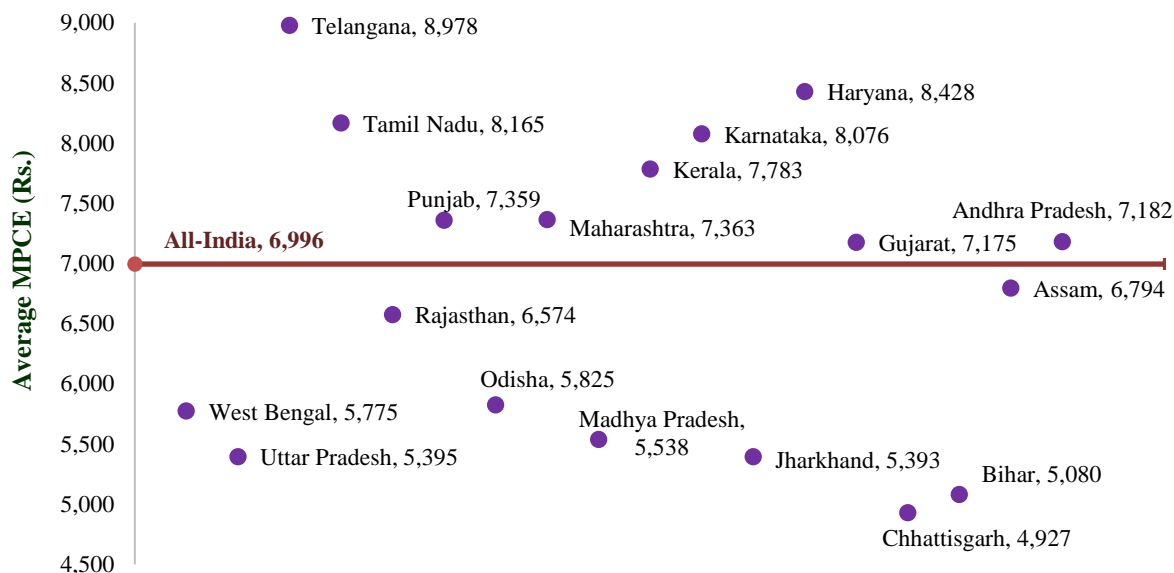 9,000
Telangana, 8,978
8,500
Haryana, 8,428
Tamil Nadu, 8,165
Karnataka, 8,076
8,000
Kerala, 7,783
7,500
Punjab, 7,359
Maharashtra, 7,363
Andhra Pradesh, 7,182
Gujarat, 7,175
All-India, 6,996
7,000
Assam, 6,794
Rajasthan, 6,574
6,500
6,000
Odisha, 5,825
West Bengal, 5,775
Madhya Pradesh,
5,538
5,500
Uttar Pradesh, 5,395
Jharkhand, 5,393
Bihar, 5,080
5,000
Chhattisgarh, 4,927
4,500
Average MPCE (Rs.)